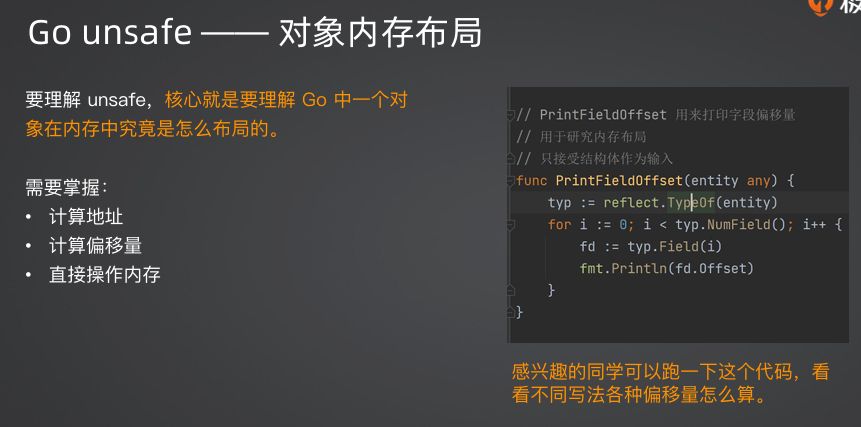 Go unsafe —— 对象内存布局
要理解 unsafe，核心就是要理解 Go 中一个对
象在内存中究竟是怎么布局的。
需要掌握：
• 计算地址
• 计算偏移量
• 直接操作内存
// PrintFieldOffset 用来打印字段偏移量
// 用于研究内存布局
// 只接受结构体作为输入
func PrintFieldOffset(entity any) {
typ := reflect.TypeOf(entity)
for i := 0; i < typ.NumField(); i++ {
fd := typ.Field(i)
fmt.Println(fd.Offset)
}
}
感兴趣的同学可以跑一下这个代码，看
看不同写法各种偏移量怎么算。